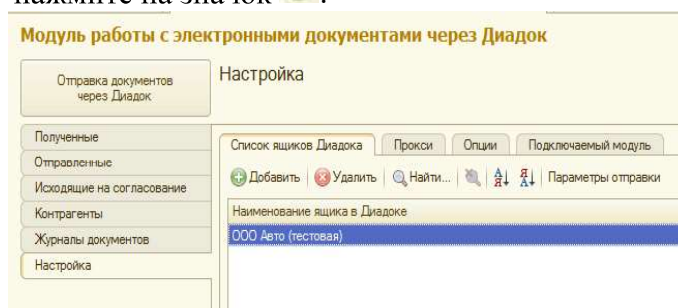 нажмите на значок
Модуль работы с электронными документами через Диадок
Отправка документов
через Диадок
Настройка
Полученные
Отправленные
Исходящие на согласование
Контрагенты
Журналы документов
Настройка
Список ящиков Диадока Прокси Опции Подключаемый модуль
Добавить Удалить Найти... Параметры отправки
Наименование ящика в Диадоке
ООО Авто (тестовая)